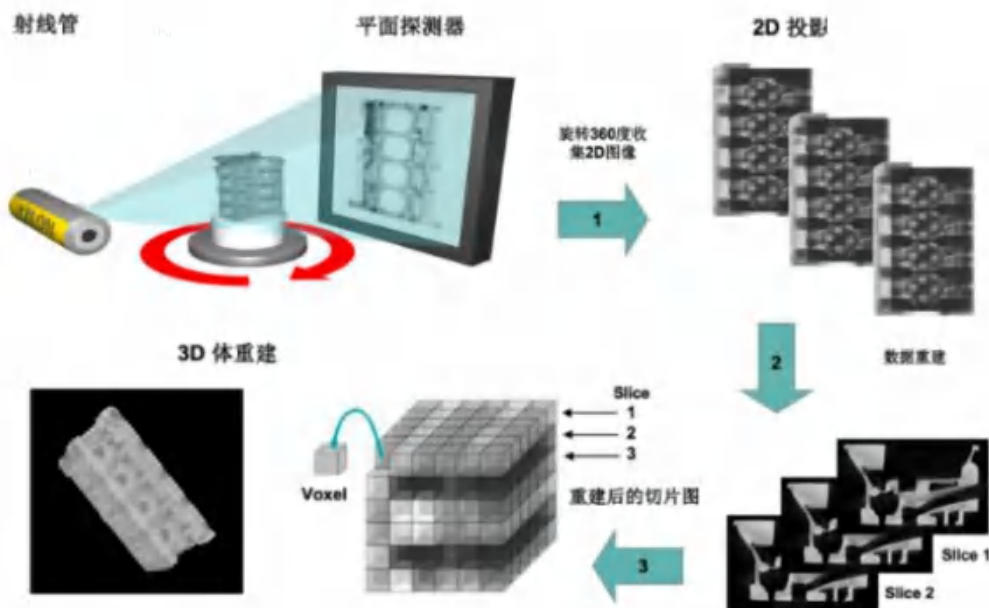 射线管
平面探测器
2D 投影
旋转360度收
集2D图像
1
2
数据重建
3D 体重建
Slice
1
2
3
Voxel
重建后的切片图
3
Slice 1
Slice 2